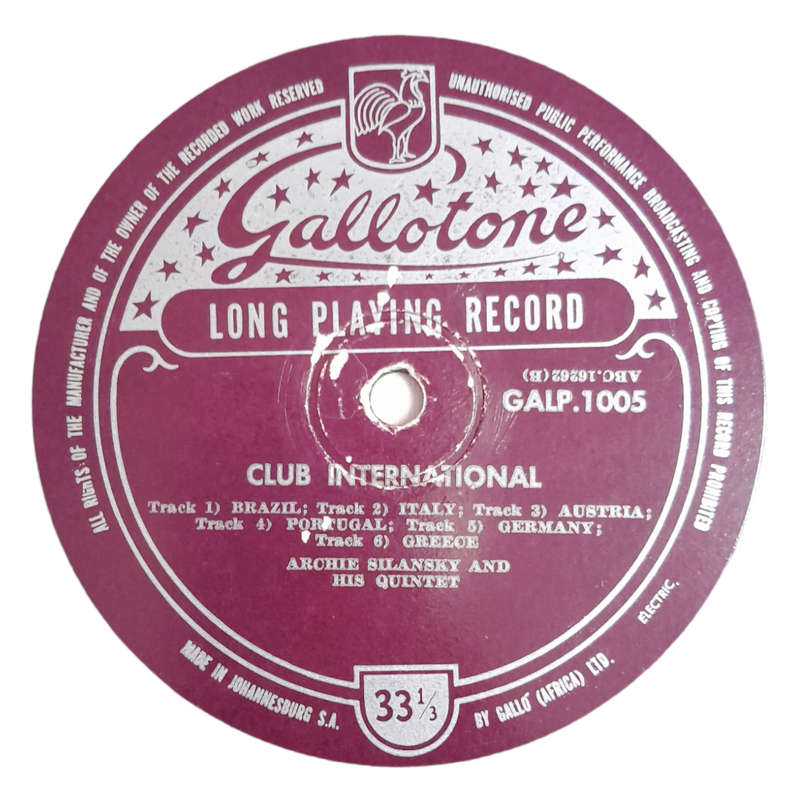 ALL RIGHTS OF THE MANUFACTURER AND OF THE OWNER OF THE RECORDED WORK RESERVED
UNAUTHORISED PUBLIC PERFORMANCE BROADCASTING AND COPYING OF THIS RECORD PROHIBITED
Gallotone
LONG PLAYING RECORD
ABC.16262 (B)
GALP.1005
CLUB INTERNATIONAL
Track 1) BRAZIL; Track 2) ITALY; Track 3) AUSTRIA;
Track 4) PORTUGAL; Track 5) GERMANY;
Track 6) GREECE
ARCHIE SILANSKY AND
HIS QUINTET
ELECTRIC.
MADE IN JOHANNESBURG S.A.
33 1/3
BY GALLO (AFRICA) LTD.